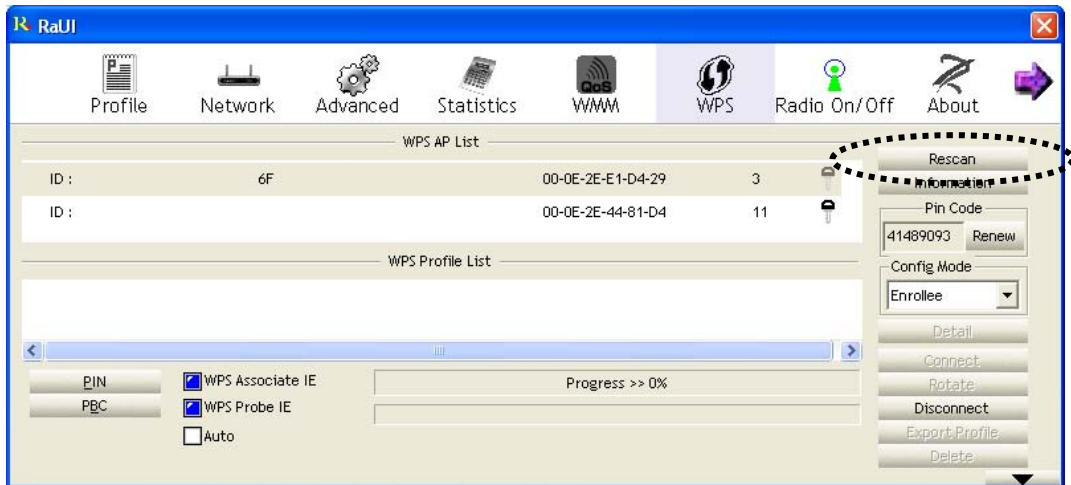 RaUI
Profile Network Advanced Statistics QoS WMM WPS Radio On/Off About
WPS AP List
ID : 6F 00-0E-2E-E1-D4-29 3
ID : 00-0E-2E-44-81-D4 11
WPS Profile List
PIN
PBC
WPS Associate IE
WPS Probe IE
Auto
Progress >> 0%
Rescan
Information
Pin Code
41489093 Renew
Config Mode
Enrollee
Detail
Connect
Rotate
Disconnect
Export Profile
Delete